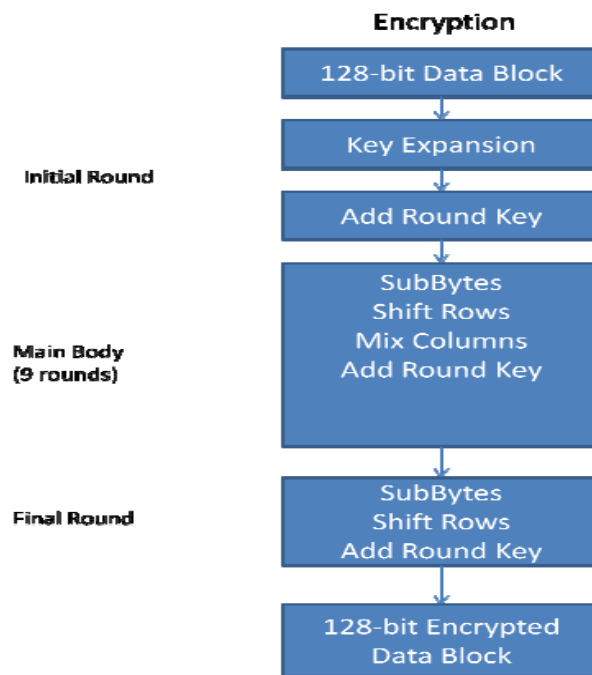 Encryption
128-bit Data Block
Key Expansion
Initial Round
Add Round Key
SubBytes
Shift Rows
Mix Columns
Main Body
Add Round Key
(9 rounds)
SubBytes
Final Round
Shift Rows
Add Round Key
128-bit Encrypted
Data Block